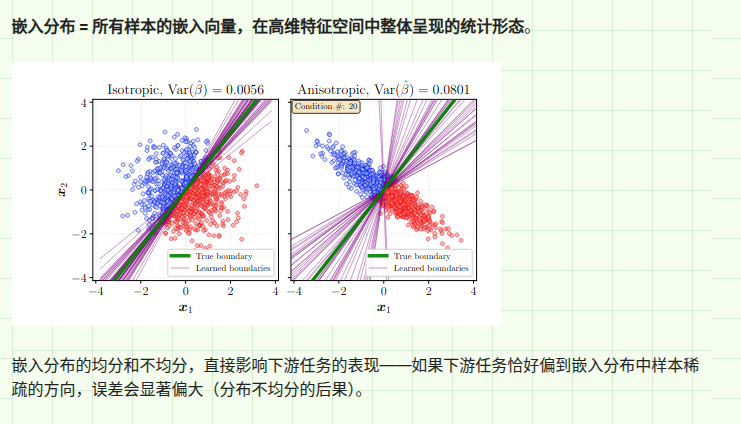 嵌入分布 = 所有样本的嵌入向量，在高维特征空间中整体呈现的统计形态。
Isotropic, Var(β̂) = 0.0056
Anisotropic, Var(β̂) = 0.0801
Condition #: 20
4
2
0
−2
−4
x₂
True boundary
Learned boundaries
True boundary
Learned boundaries
−4 −2 0 2 4
−4 −2 0 2 4
x₁
x₁
嵌入分布的均匀和不均匀，直接影响下游任务的表现——如果下游任务恰好偏到嵌入分布中样本稀
疏的方向，误差会显著偏大（分布不均匀的后果）。